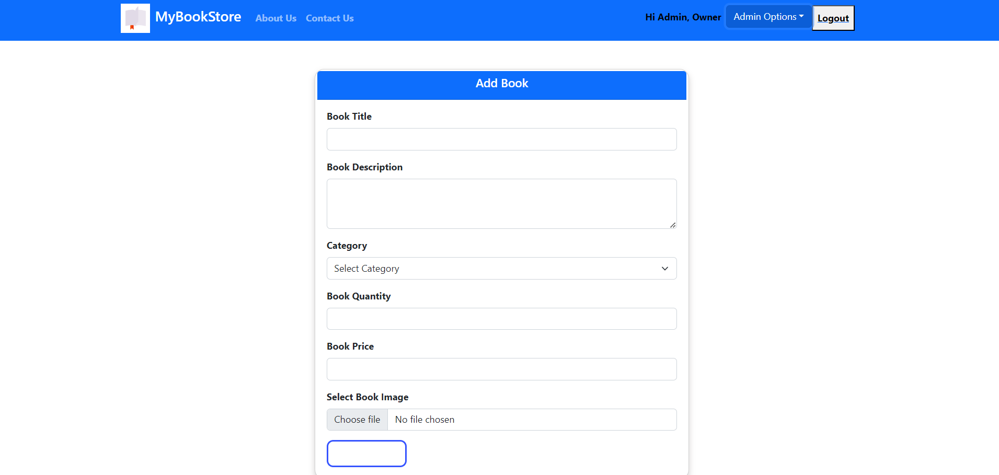 MyBookStore About Us Contact Us Hi Admin, Owner Admin Options Logout
Add Book
Book Title
Book Description
Category
Select Category
Book Quantity
Book Price
Select Book Image
Choose file No file chosen